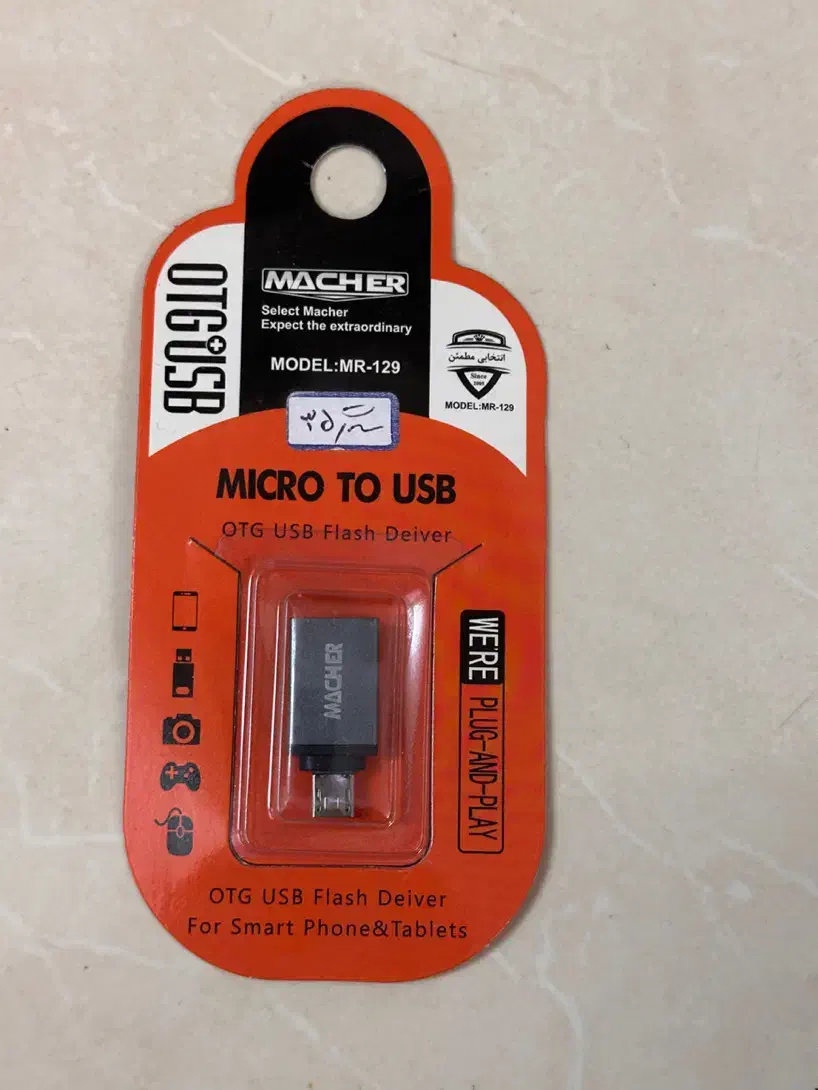 MACHER
Select Macher
Expect the extraordinary
MODEL:MR-129
OTG USB
انتخابی مطمئن
Since
MODEL:MR-129
MICRO TO USB
OTG USB Flash Deiver
MACHER
WE'RE PLUG-AND-PLAY
OTG USB Flash Deiver
For Smart Phone&Tablets